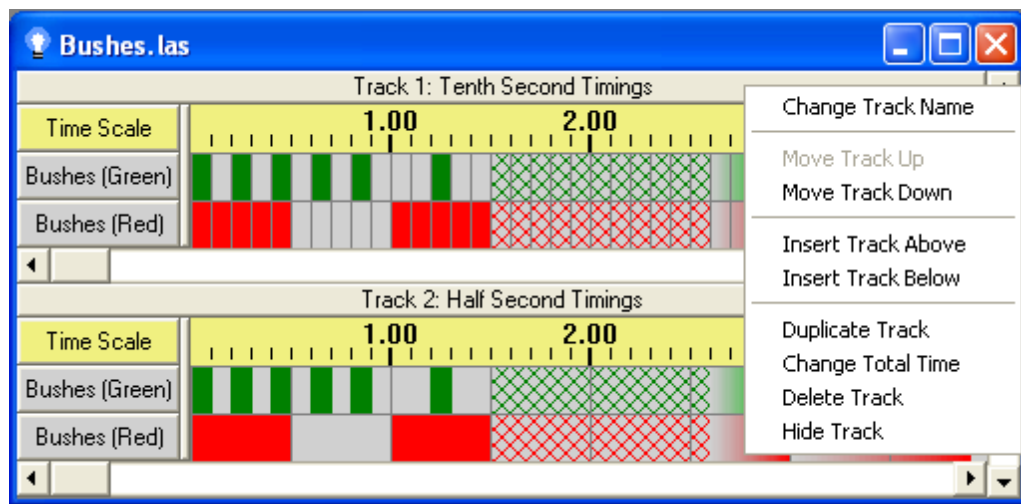 Bushes.las
Track 1: Tenth Second Timings
Time Scale
1.00 2.00
Bushes (Green)
Bushes (Red)
Track 2: Half Second Timings
Time Scale
1.00 2.00
Bushes (Green)
Bushes (Red)
Change Track Name
Move Track Up
Move Track Down
Insert Track Above
Insert Track Below
Duplicate Track
Change Total Time
Delete Track
Hide Track